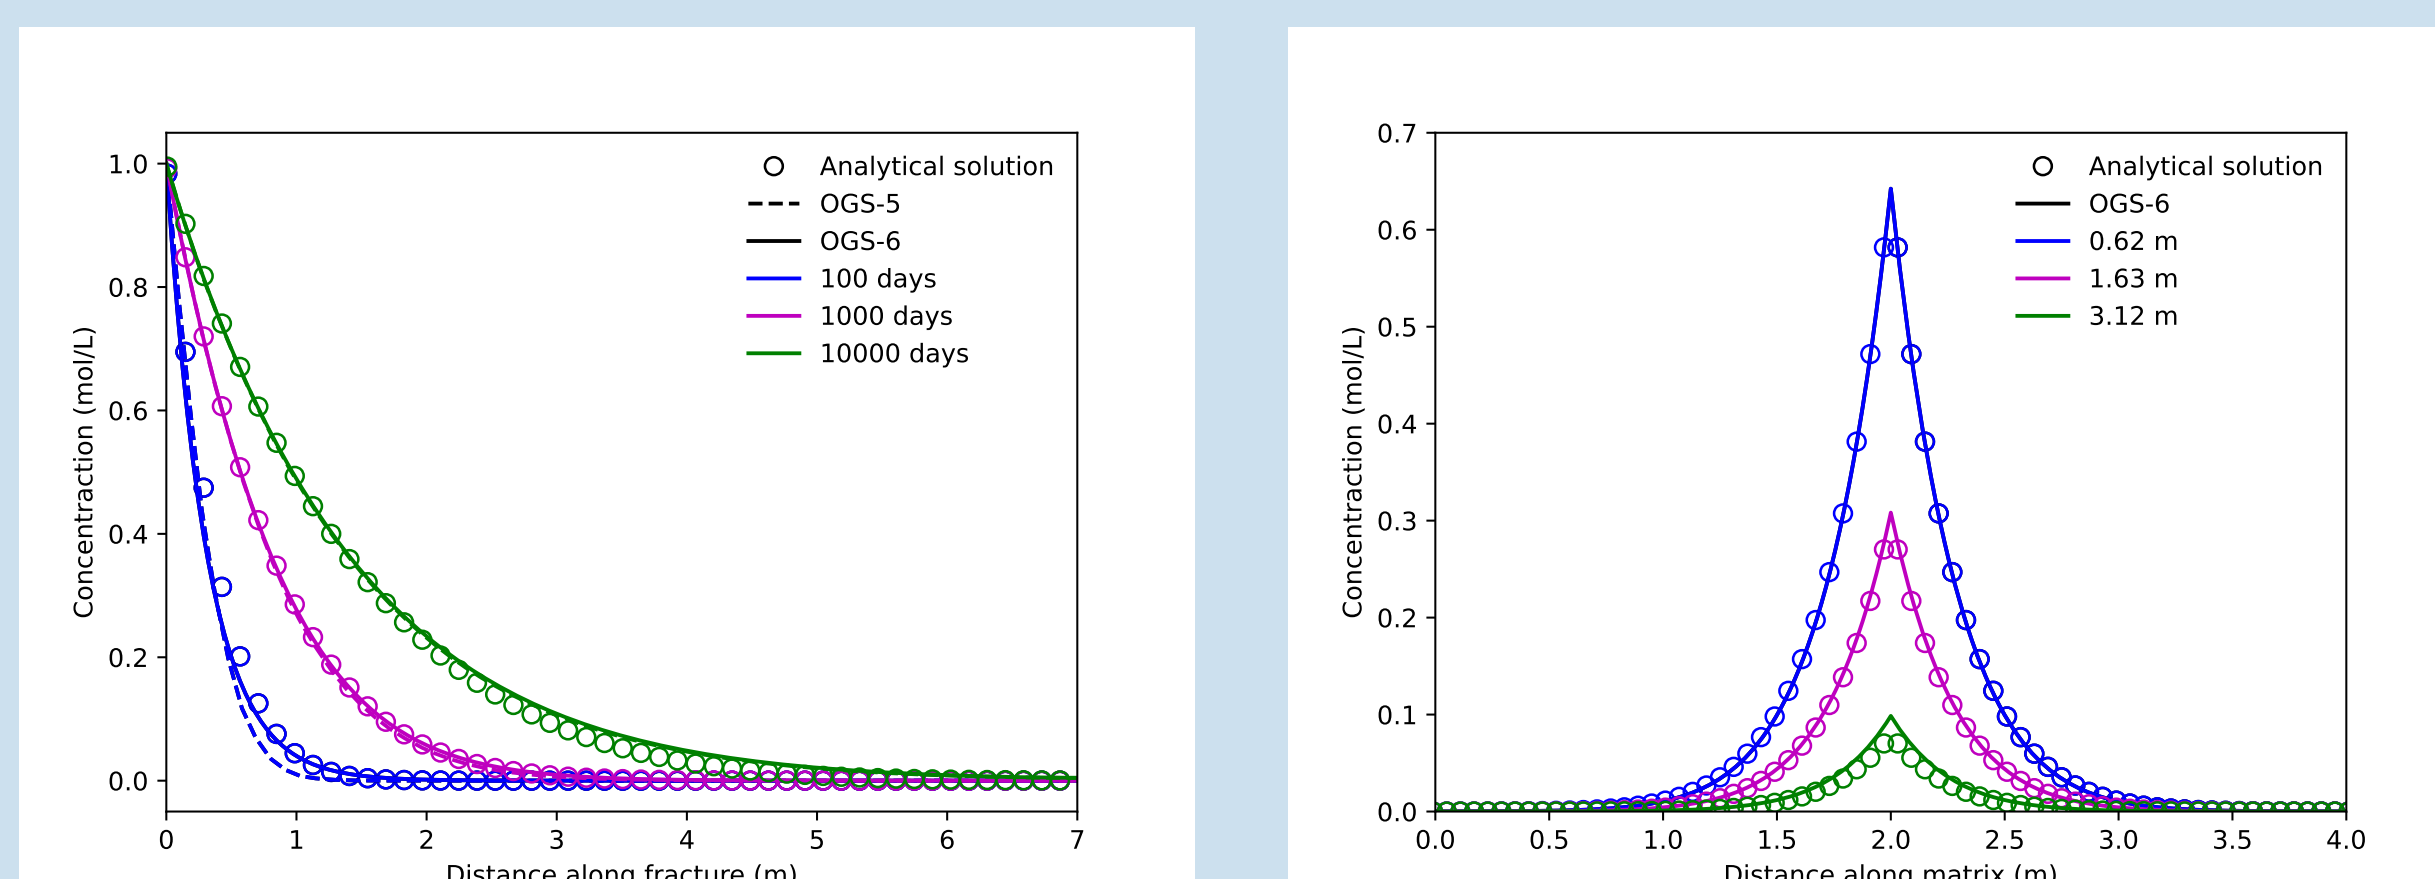 Analytical solution
OGS-5
OGS-6
100 days
1000 days
10000 days
1.0
0.8
0.6
0.4
0.2
0.0
Concentration (mol/L)
0 1 2 3 4 5 6 7
Distance along fracture (m)
Analytical solution
OGS-6
0.62 m
1.63 m
3.12 m
0.7
0.6
0.5
0.4
0.3
0.2
0.1
0.0
Concentration (mol/L)
0.0 0.5 1.0 1.5 2.0 2.5 3.0 3.5 4.0
Distance along matrix (m)